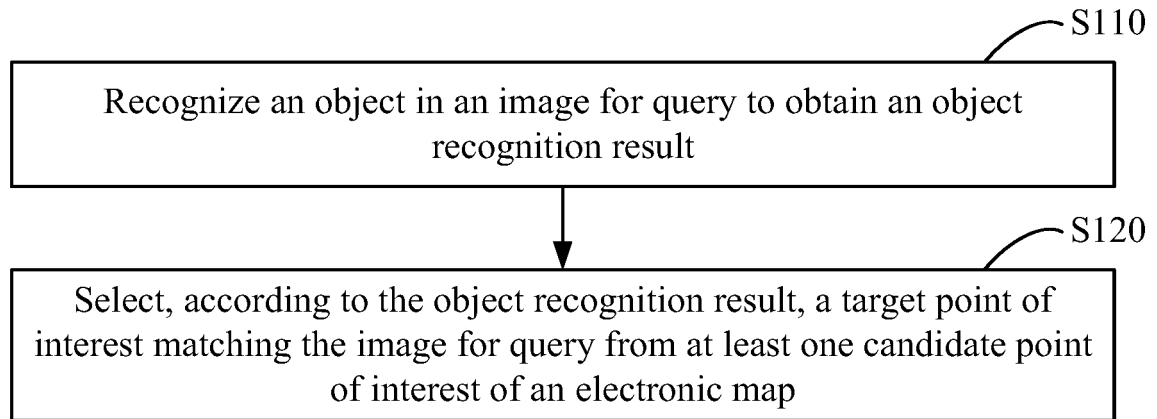 S110
Recognize an object in an image for query to obtain an object
recognition result
S120
Select, according to the object recognition result, a target point of
interest matching the image for query from at least one candidate point
of interest of an electronic map